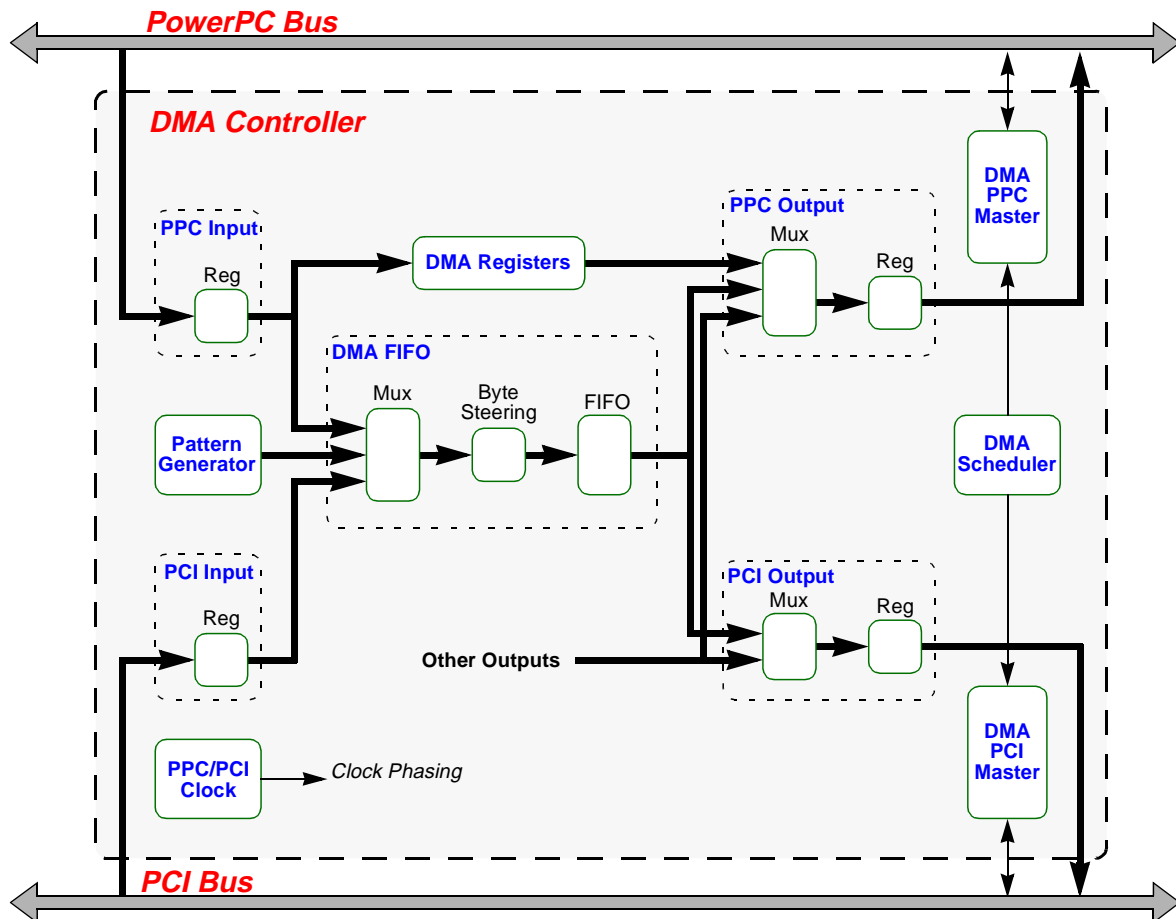 PowerPC Bus
DMA Controller
DMA
PPC
Master
PPC Input
Reg
DMA Registers
PPC Output
Mux
Reg
DMA FIFO
Mux
Byte
Steering
FIFO
Pattern
Generator
DMA
Scheduler
PCI Input
Reg
Other Outputs
PCI Output
Mux
Reg
PPC/PCI
Clock
Clock Phasing
DMA
PCI
Master
PCI Bus